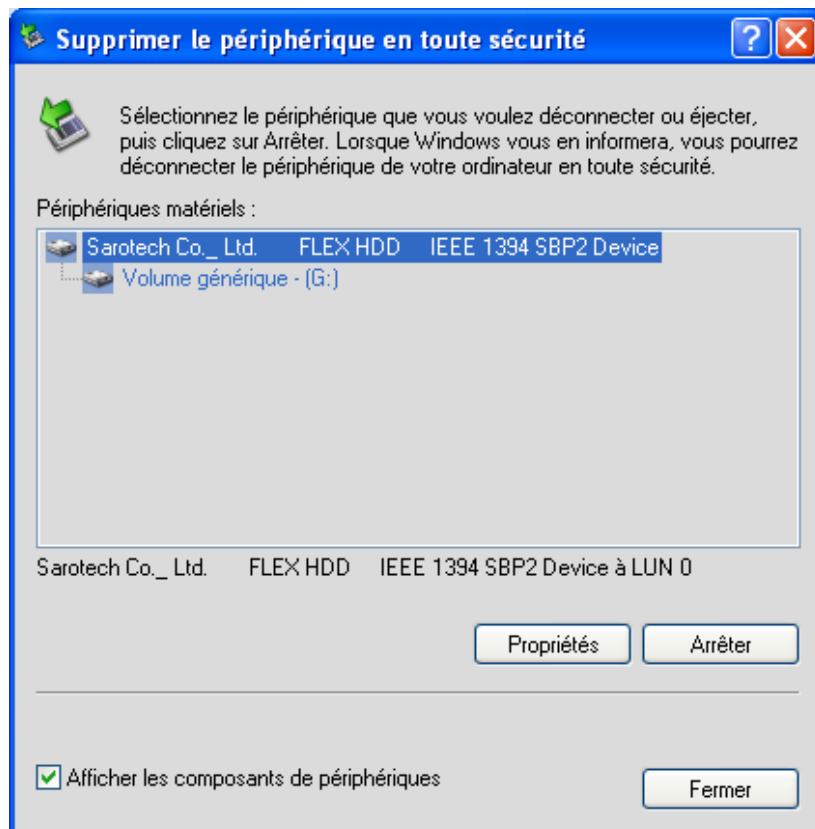 Supprimer le périphérique en toute sécurité
Sélectionnez le périphérique que vous voulez déconnecter ou éjecter,
puis cliquez sur Arrêter. Lorsque Windows vous en informera, vous pourrez
déconnecter le périphérique de votre ordinateur en toute sécurité.
Périphériques matériels :
Sarotech Co._ Ltd. FLEX HDD IEEE 1394 SBP2 Device
Volume générique - (G:)
Sarotech Co._ Ltd. FLEX HDD IEEE 1394 SBP2 Device à LUN 0
Propriétés Arrêter
Afficher les composants de périphériques
Fermer